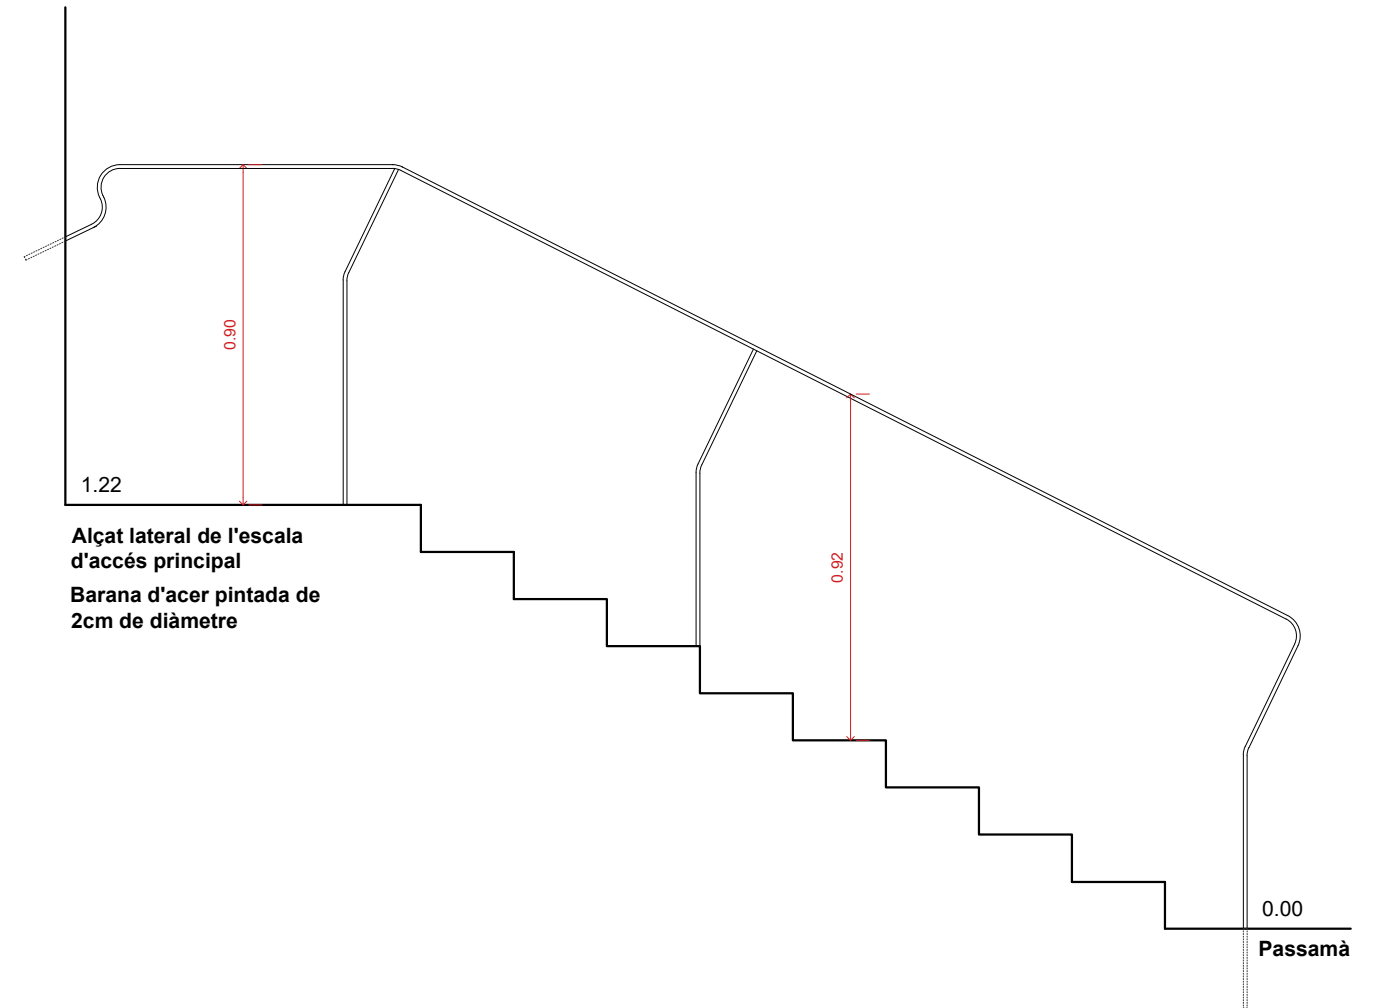 0.90
1.22
Alçat lateral de l'escala
d'accés principal
Barana d'acer pintada de
2cm de diàmetre
0.92
0.00
Passamà